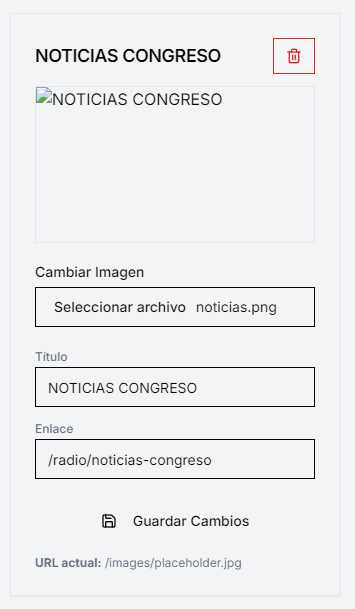 NOTICIAS CONGRESO
NOTICIAS CONGRESO
Cambiar Imagen
Seleccionar archivo noticias.png
Título
NOTICIAS CONGRESO
Enlace
/radio/noticias-congreso
Guardar Cambios
URL actual: /images/placeholder.jpg